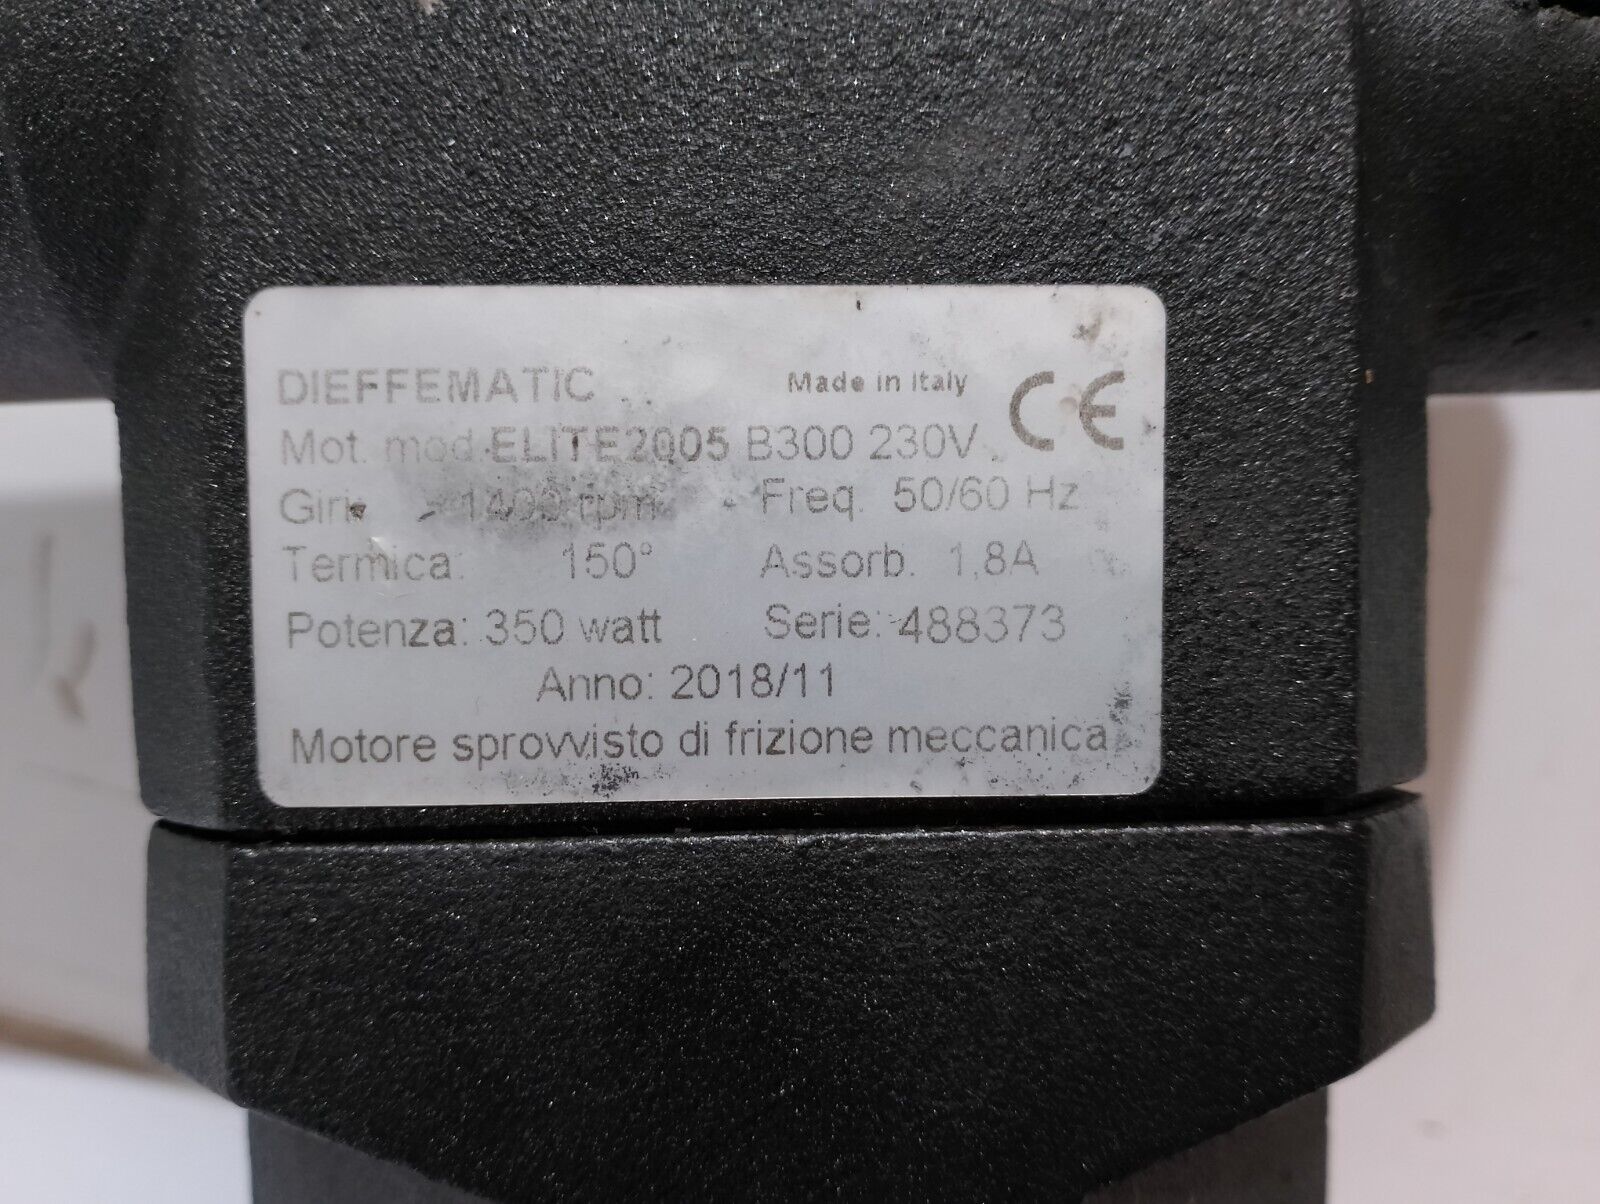 DIEFFEMATIC Made in Italy CE
Mot. mod. ELITE2005 B300 230V
Giri: 1400 rpm Freq. 50/60 Hz
Termica: 150° Assorb. 1,8A
Potenza: 350 watt Serie: 488373
Anno: 2018/11
Motore sprovvisto di frizione meccanica